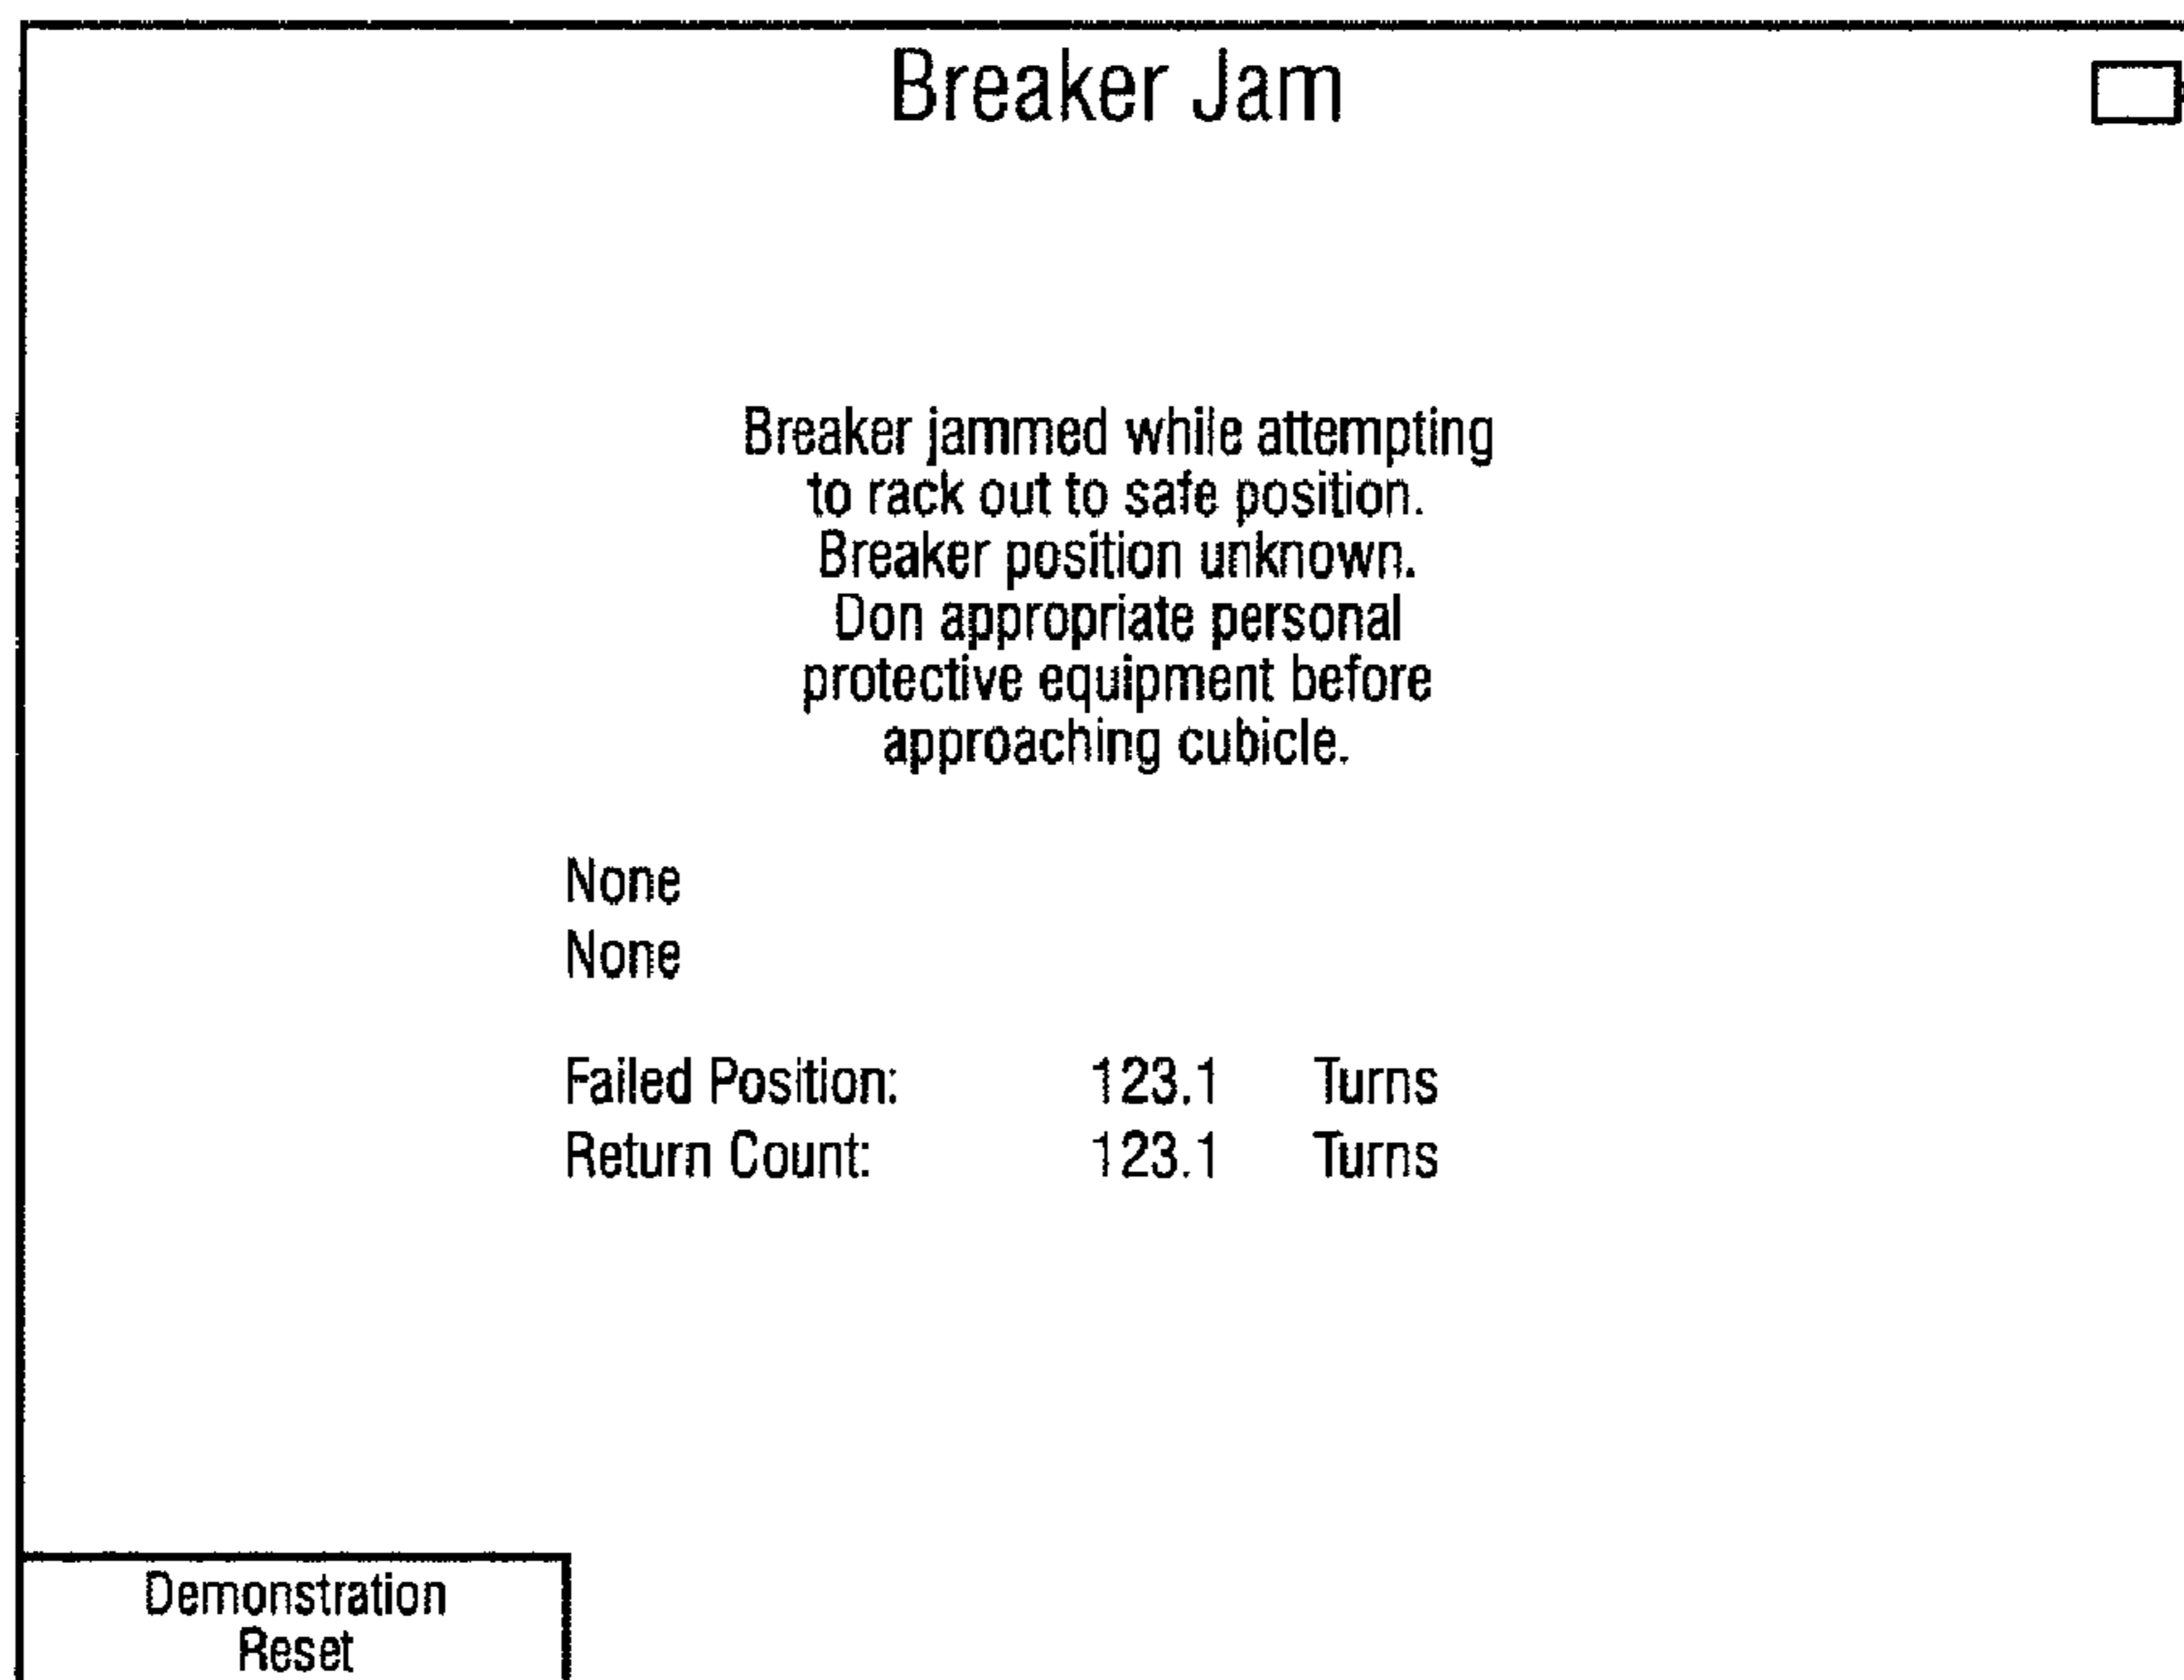 Breaker Jam
Breaker jammed while attempting
to rack out to safe position.
Breaker position unknown.
Don appropriate personal
protective equipment before
approaching cubicle.
None
None
Failed Position: 123.1 Turns
Return Count: 123.1 Turns
Demonstration
Reset